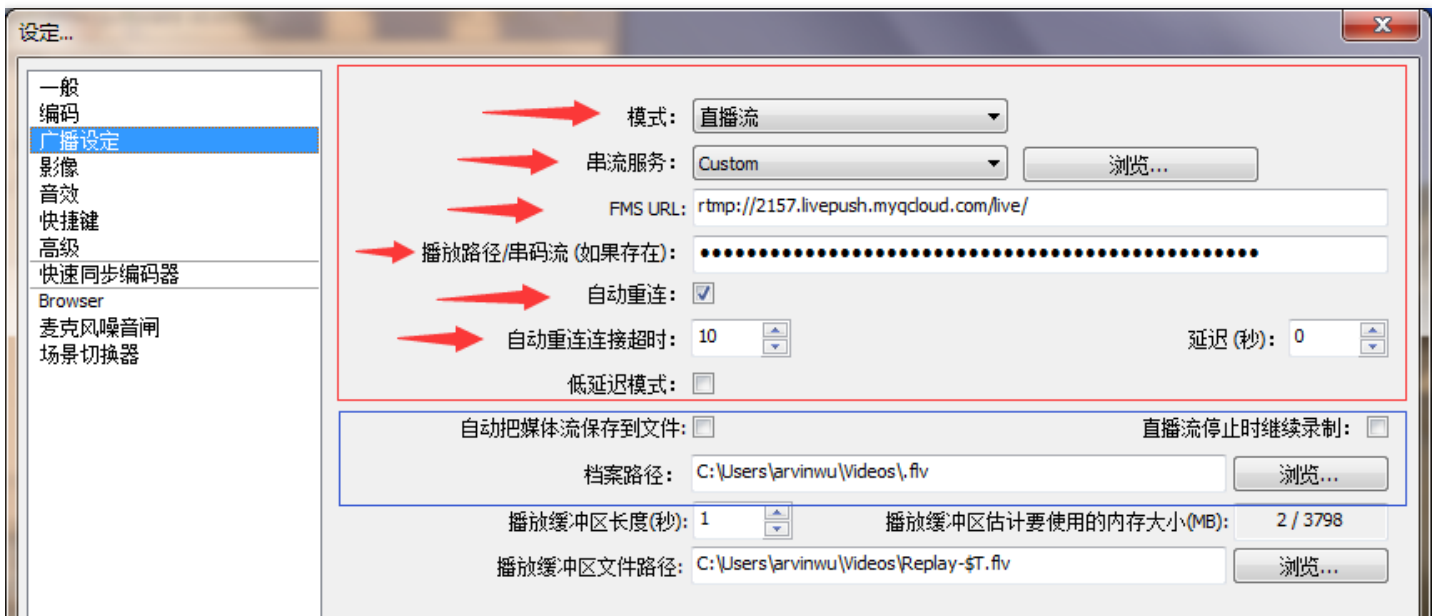 设定...
一般
编码
广播设定
影像
音效
快捷键
高级
快速同步编码器
Browser
麦克风噪音闸
场景切换器
模式： 直播流
串流服务： Custom 浏览...
FMS URL: rtmp://2157.livepush.myqcloud.com/live/
播放路径/串码流 (如果存在)： ●●●●●●●●●●●●●●●●●●●●●●●●●●●●●●●●●●●●●●●●●●●●●●●
自动重连：
自动重连连接超时： 10 延迟 (秒)： 0
低延迟模式：
自动把媒体流保存到文件: 直播流停止时继续录制：
档案路径： C:\Users\arvinwu\Videos\.flv 浏览...
播放缓冲区长度(秒): 1 播放缓冲区估计要使用的内存大小(MB): 2 / 3798
播放缓冲区文件路径: C:\Users\arvinwu\Videos\Replay-$T.flv 浏览...